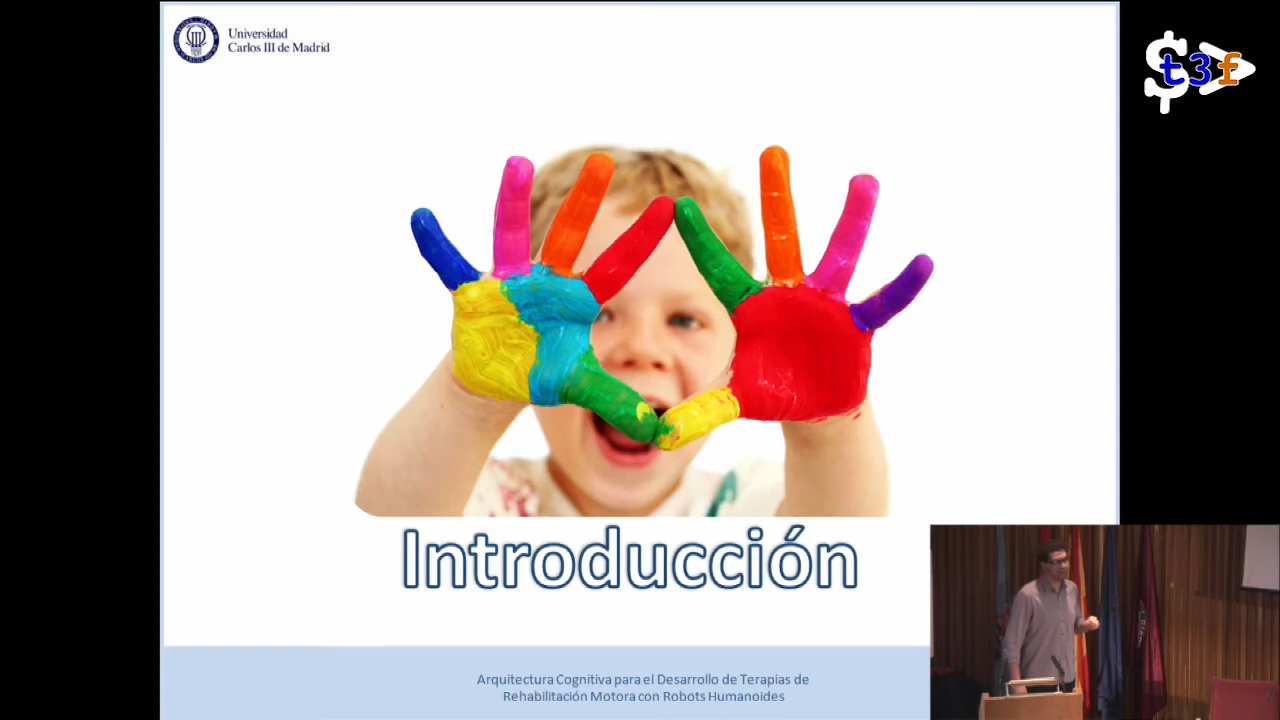 Universidad
Carlos III de Madrid
$t3f
Introducción
Arquitectura Cognitiva para el Desarrollo de Terapias de
Rehabilitación Motora con Robots Humanoides